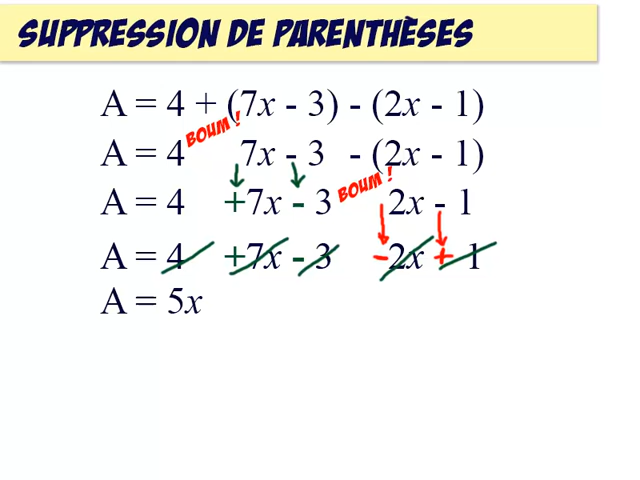 SUPPRESSION DE PARENTHÈSES
A = 4 + (7x - 3) - (2x - 1)
BOUM !
A = 4 7x - 3 - (2x - 1)
BOUM !
A = 4 +7x - 3 2x - 1
A = 4 +7x - 3 - 2x + 1
A = 5x